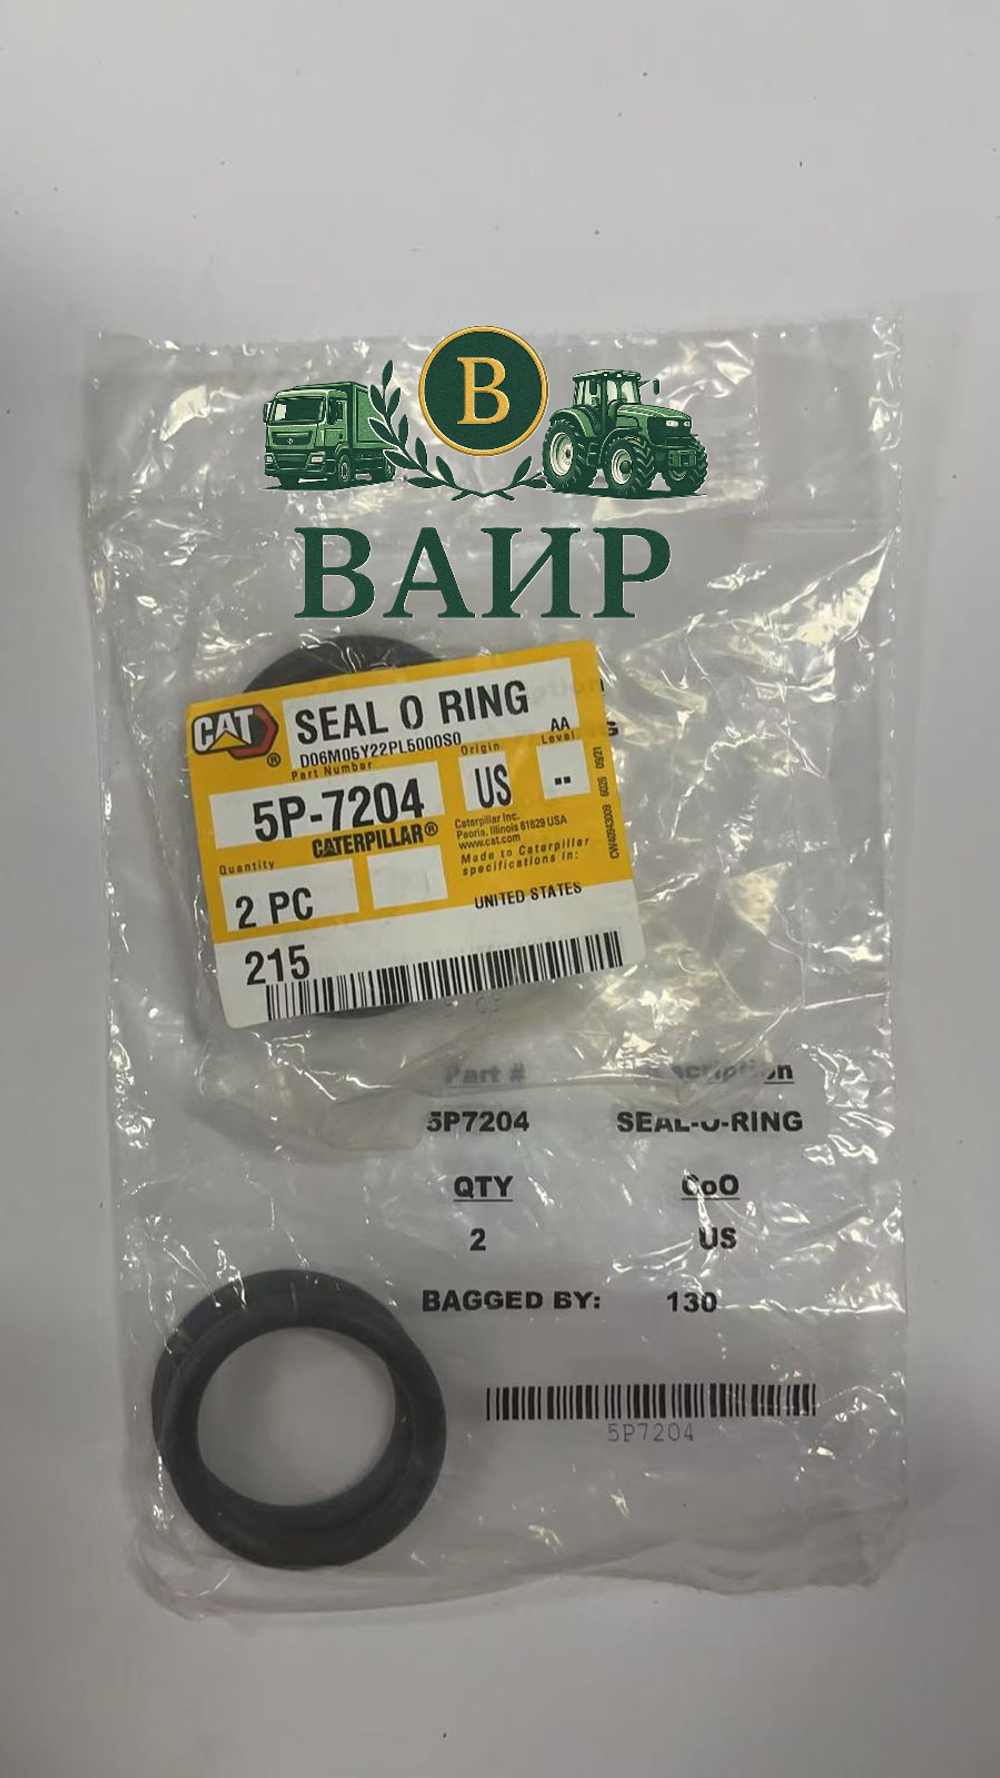 B
ВАИР
CAT
®
SEAL O RING
D06M05Y22PL5000S0
Part Number
5P-7204
CATERPILLAR®
Origin
US
AA
Level
--
Caterpillar Inc.
Peoria, Illinois 61629 USA
www.cat.com
Made to Caterpillar
specifications in:
UNITED STATES
Quantity
2 PC
215
Part #
5P7204
SEAL-O-RING
QTY
CoO
2
US
BAGGED BY:
130
5P7204